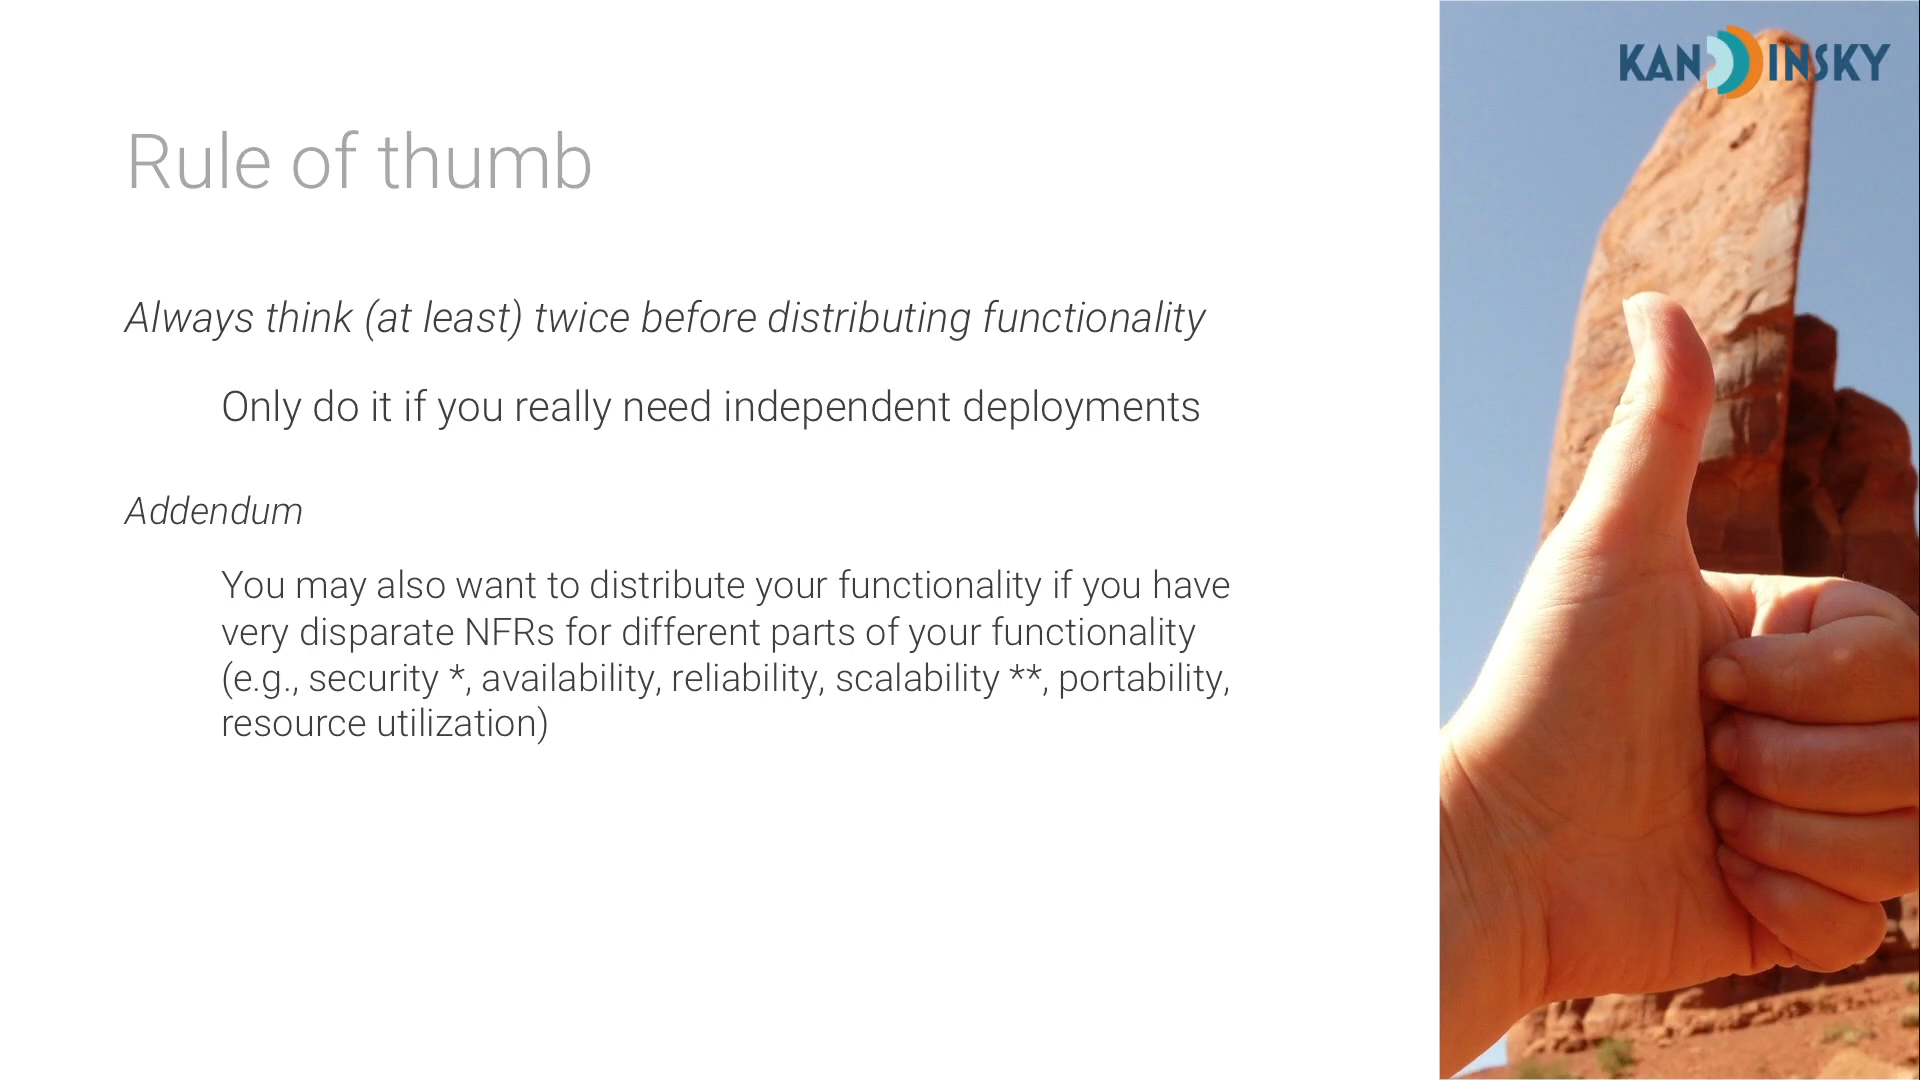 KANDINSKY
Rule of thumb
Always think (at least) twice before distributing functionality
Only do it if you really need independent deployments
Addendum
You may also want to distribute your functionality if you have
very disparate NFRs for different parts of your functionality
(e.g., security *, availability, reliability, scalability **, portability,
resource utilization)